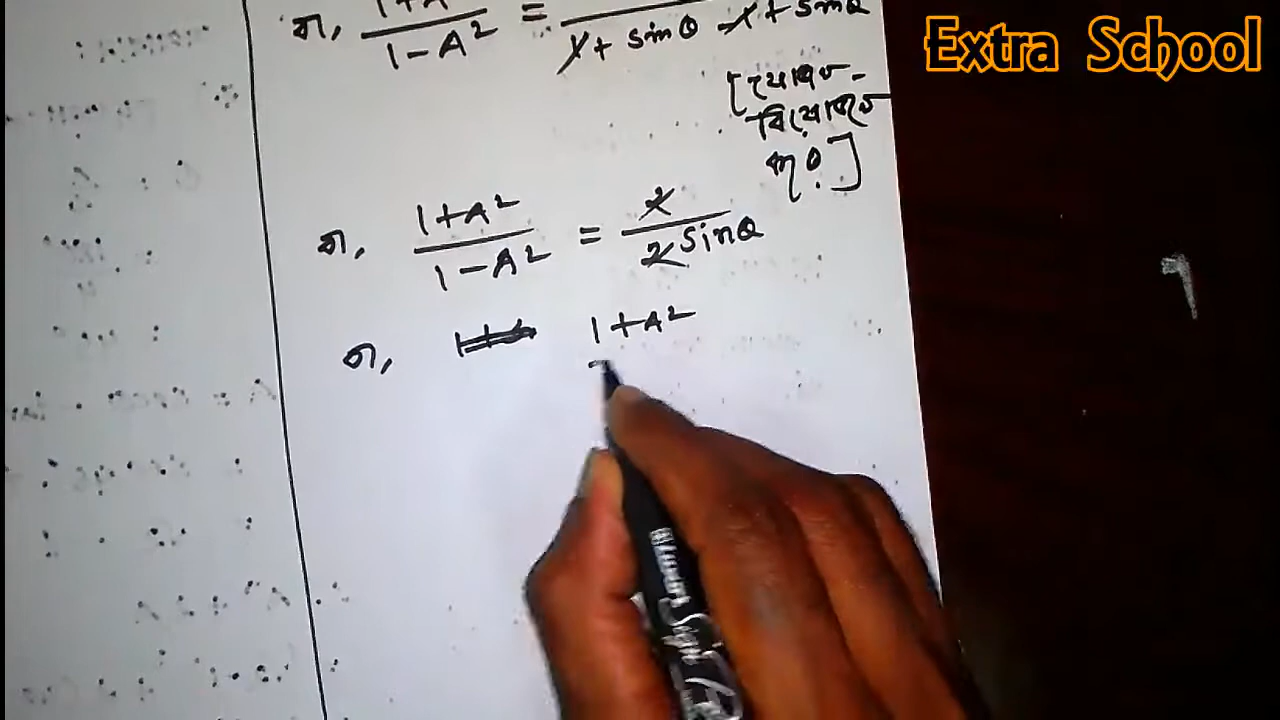 Extra School
বা, 1+A² / 1-A² = / 1+ sinθ -1+ sinθ
[যোজন-
বিয়োজন
করে]
বা, 1+A² / 1-A² = 2 / 2 sinθ
বা, 1+A²